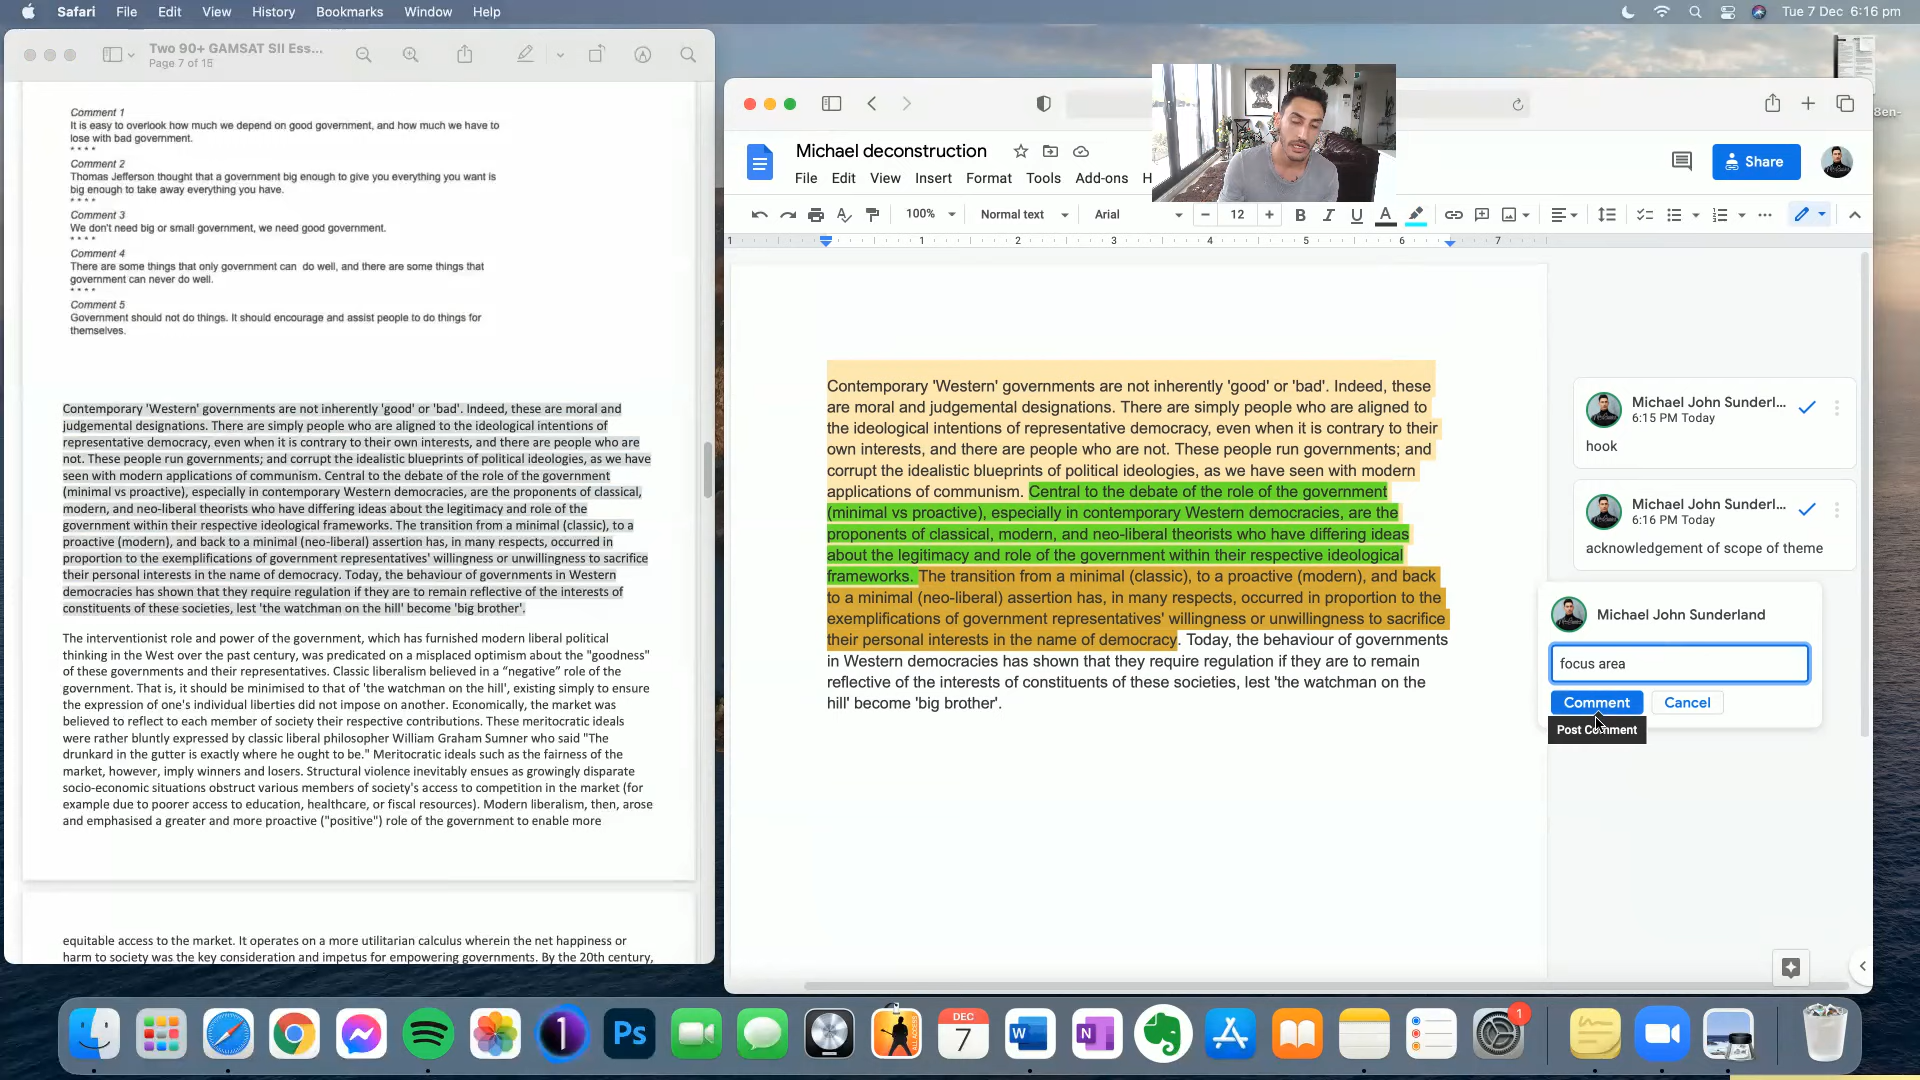 Safari File Edit View History Bookmarks Window Help
Tue 7 Dec 6:16 pm
Two 90+ GAMSAT SII Ess...
Page 7 of 18
Comment 1
It is easy to overlook how much we depend on good government, and how much we have to
lose with bad government.
* * * *
Comment 2
Thomas Jefferson thought that a government big enough to give you everything you want is
big enough to take away everything you have.
* * * *
Comment 3
We don't need big or small government, we need good government.
* * * *
Comment 4
There are some things that only government can do well, and there are some things that
government can never do well.
* * * *
Comment 5
Government should not do things. It should encourage and assist people to do things for
themselves.
Contemporary 'Western' governments are not inherently 'good' or 'bad'. Indeed, these are moral and
judgemental designations. There are simply people who are aligned to the ideological intentions of
representative democracy, even when it is contrary to their own interests, and there are people who are
not. These people run governments; and corrupt the idealistic blueprints of political ideologies, as we have
seen with modern applications of communism. Central to the debate of the role of the government
(minimal vs proactive), especially in contemporary Western democracies, are the proponents of classical,
modern, and neo-liberal theorists who have differing ideas about the legitimacy and role of the
government within their respective ideological frameworks. The transition from a minimal (classic), to a
proactive (modern), and back to a minimal (neo-liberal) assertion has, in many respects, occurred in
proportion to the exemplifications of government representatives' willingness or unwillingness to sacrifice
their personal interests in the name of democracy. Today, the behaviour of governments in Western
democracies has shown that they require regulation if they are to remain reflective of the interests of
constituents of these societies, lest 'the watchman on the hill' become 'big brother'.
The interventionist role and power of the government, which has furnished modern liberal political
thinking in the West over the past century, was predicated on a misplaced optimism about the "goodness"
of these governments and their representatives. Classic liberalism believed in a “negative” role of the
government. That is, it should be minimised to that of 'the watchman on the hill', existing simply to ensure
the expression of one's individual liberties did not impose on another. Economically, the market was
believed to reflect to each member of society their respective contributions. These meritocratic ideals
were rather bluntly expressed by classic liberal philosopher William Graham Sumner who said "The
drunkard in the gutter is exactly where he ought to be." Meritocratic ideals such as the fairness of the
market, however, imply winners and losers. Structural violence inevitably ensues as growingly disparate
socio-economic situations obstruct various members of society's access to competition in the market (for
example due to poorer access to education, healthcare, or fiscal resources). Modern liberalism, then, arose
and emphasised a greater and more proactive ("positive") role of the government to enable more
equitable access to the market. It operates on a more utilitarian calculus wherein the net happiness or
harm to society was the key consideration and impetus for empowering governments. By the 20th century,
Michael deconstruction
File Edit View Insert Format Tools Add-ons H
Share
100% Normal text Arial 12
1 1 2 3 4 5 6 7
Contemporary 'Western' governments are not inherently 'good' or 'bad'. Indeed, these
are moral and judgemental designations. There are simply people who are aligned to
the ideological intentions of representative democracy, even when it is contrary to their
own interests, and there are people who are not. These people run governments; and
corrupt the idealistic blueprints of political ideologies, as we have seen with modern
applications of communism. Central to the debate of the role of the government
(minimal vs proactive), especially in contemporary Western democracies, are the
proponents of classical, modern, and neo-liberal theorists who have differing ideas
about the legitimacy and role of the government within their respective ideological
frameworks. The transition from a minimal (classic), to a proactive (modern), and back
to a minimal (neo-liberal) assertion has, in many respects, occurred in proportion to the
exemplifications of government representatives' willingness or unwillingness to sacrifice
their personal interests in the name of democracy. Today, the behaviour of governments
in Western democracies has shown that they require regulation if they are to remain
reflective of the interests of constituents of these societies, lest 'the watchman on the
hill' become 'big brother'.
Michael John Sunderl...
6:15 PM Today
hook
Michael John Sunderl...
6:16 PM Today
acknowledgement of scope of theme
Michael John Sunderland
focus area
Comment Cancel
Post Comment
8en-
DEC
7
1
Ps
W
N
1